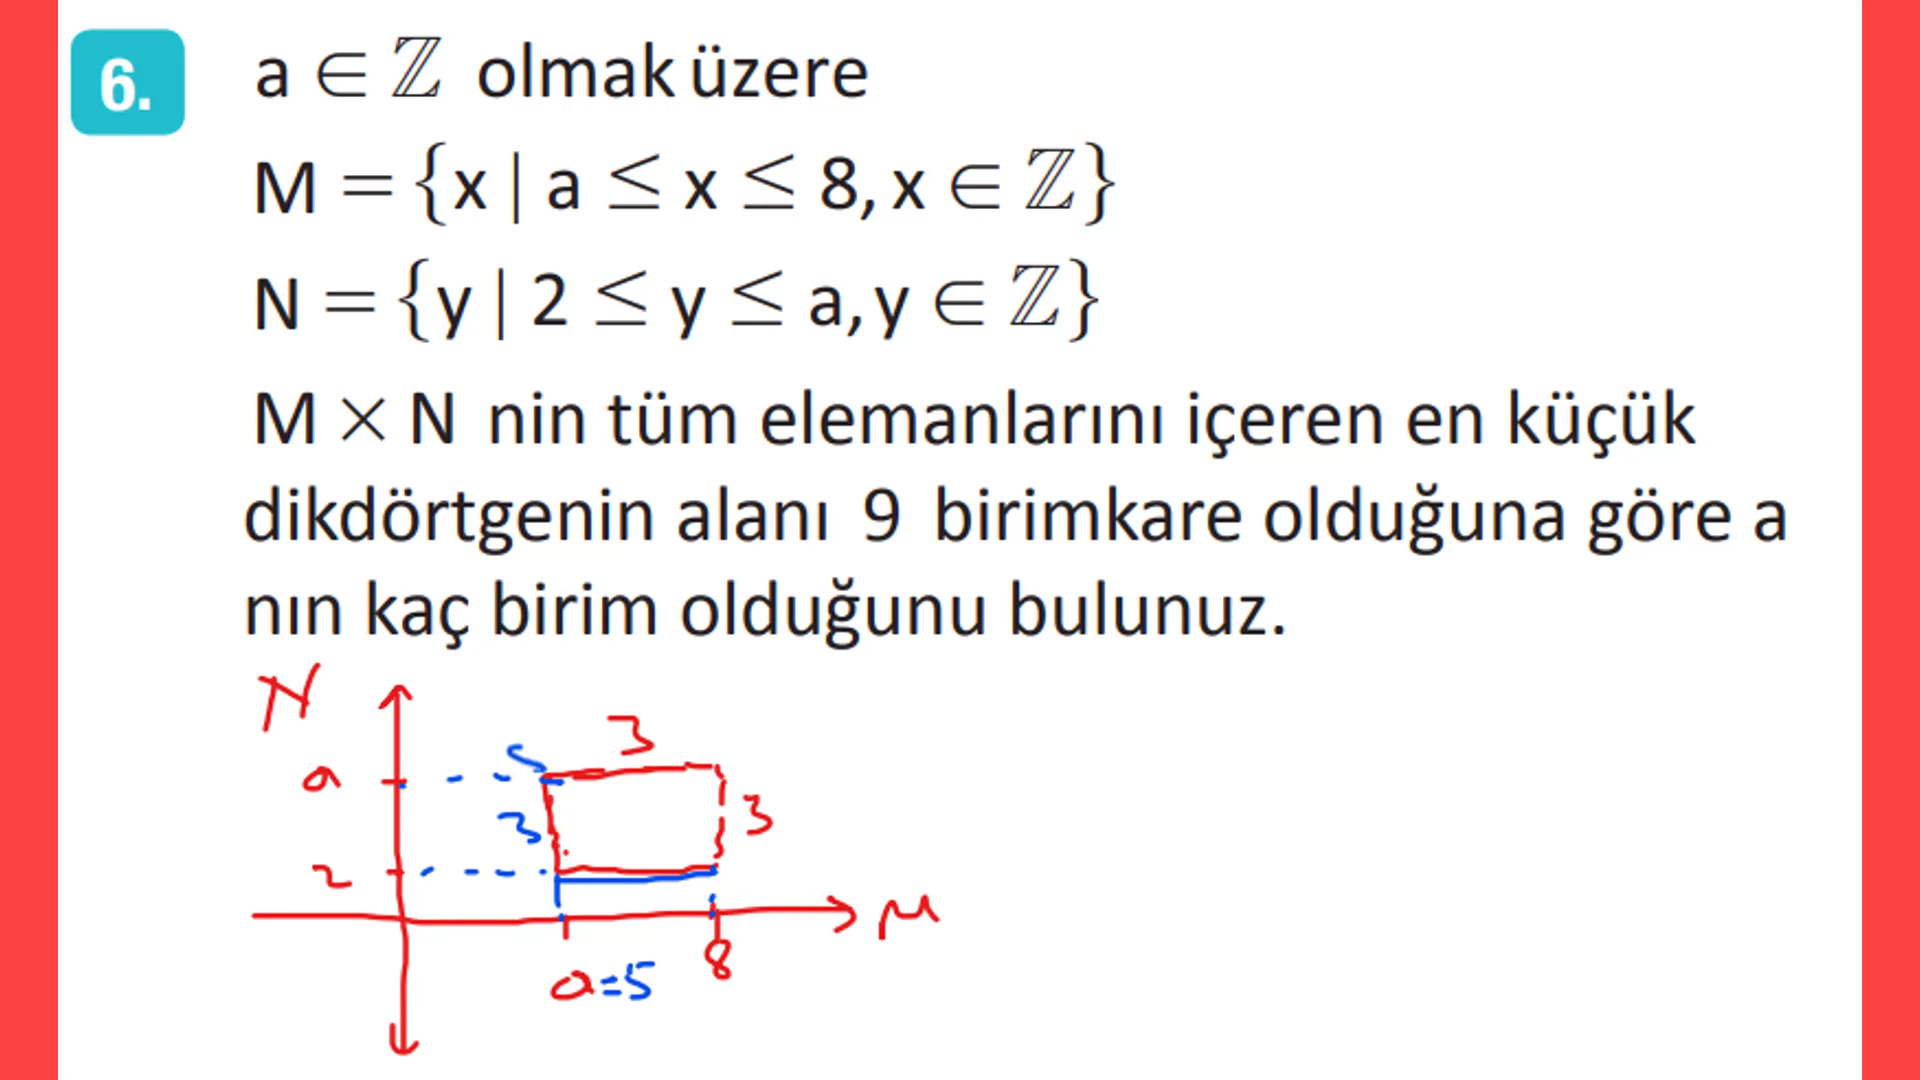 6. a ∈ ℤ olmak üzere
M = {x | a ≤ x ≤ 8, x ∈ ℤ}
N = {y | 2 ≤ y ≤ a, y ∈ ℤ}
M × N nin tüm elemanlarını içeren en küçük
dikdörtgenin alanı 9 birimkare olduğuna göre a
nın kaç birim olduğunu bulunuz.
N
3
5
a
3
3
2
M
a=5
8